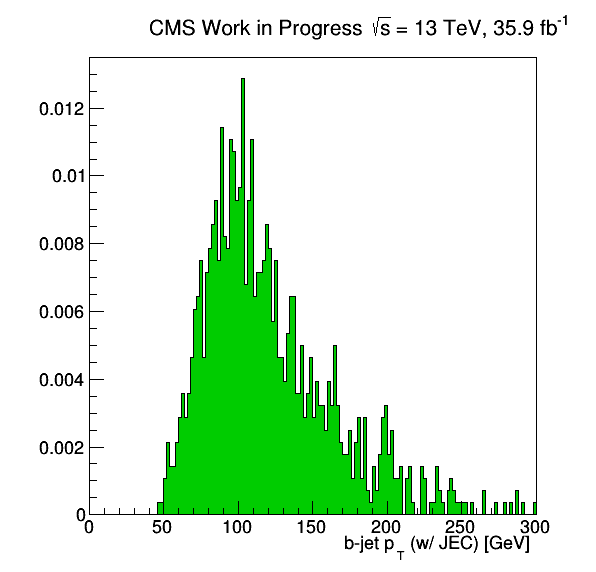 CMS Work in Progress √s = 13 TeV, 35.9 fb⁻¹
0.012
0.01
0.008
0.006
0.004
0.002
0
0 50 100 150 200 250 300
b-jet p_T (w/ JEC) [GeV]